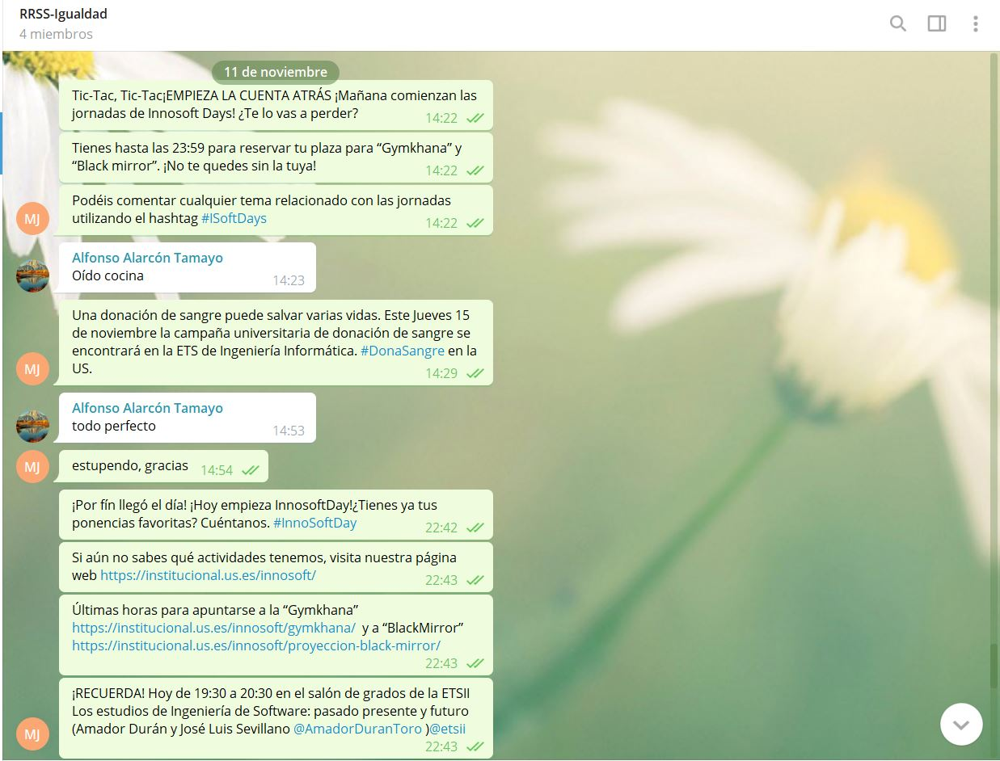 RRSS-Igualdad
4 miembros
11 de noviembre
Tic-Tac, Tic-Tac¡EMPIEZA LA CUENTA ATRÁS ¡Mañana comienzan las
jornadas de Innosoft Days! ¿Te lo vas a perder?
14:22
Tienes hasta las 23:59 para reservar tu plaza para “Gymkhana” y
“Black mirror”. ¡No te quedes sin la tuya!
14:22
Podéis comentar cualquier tema relacionado con las jornadas
utilizando el hashtag #ISoftDays
14:22
MJ
Alfonso Alarcón Tamayo
Oído cocina
14:23
Una donación de sangre puede salvar varias vidas. Este Jueves 15
de noviembre la campaña universitaria de donación de sangre se
encontrará en la ETS de Ingeniería Informática. #DonaSangre en la
US.
14:29
MJ
Alfonso Alarcón Tamayo
todo perfecto
14:53
MJ
estupendo, gracias 14:54
¡Por fín llegó el día! ¡Hoy empieza InnosoftDay!¿Tienes ya tus
ponencias favoritas? Cuéntanos. #InnoSoftDay
22:42
Si aún no sabes qué actividades tenemos, visita nuestra página
web https://institucional.us.es/innosoft/
22:43
Últimas horas para apuntarse a la “Gymkhana”
https://institucional.us.es/innosoft/gymkhana/ y a “BlackMirror”
https://institucional.us.es/innosoft/proyeccion-black-mirror/
22:43
¡RECUERDA! Hoy de 19:30 a 20:30 en el salón de grados de la ETSII
Los estudios de Ingeniería de Software: pasado presente y futuro
(Amador Durán y José Luis Sevillano @AmadorDuranToro )@etsii
22:43
MJ